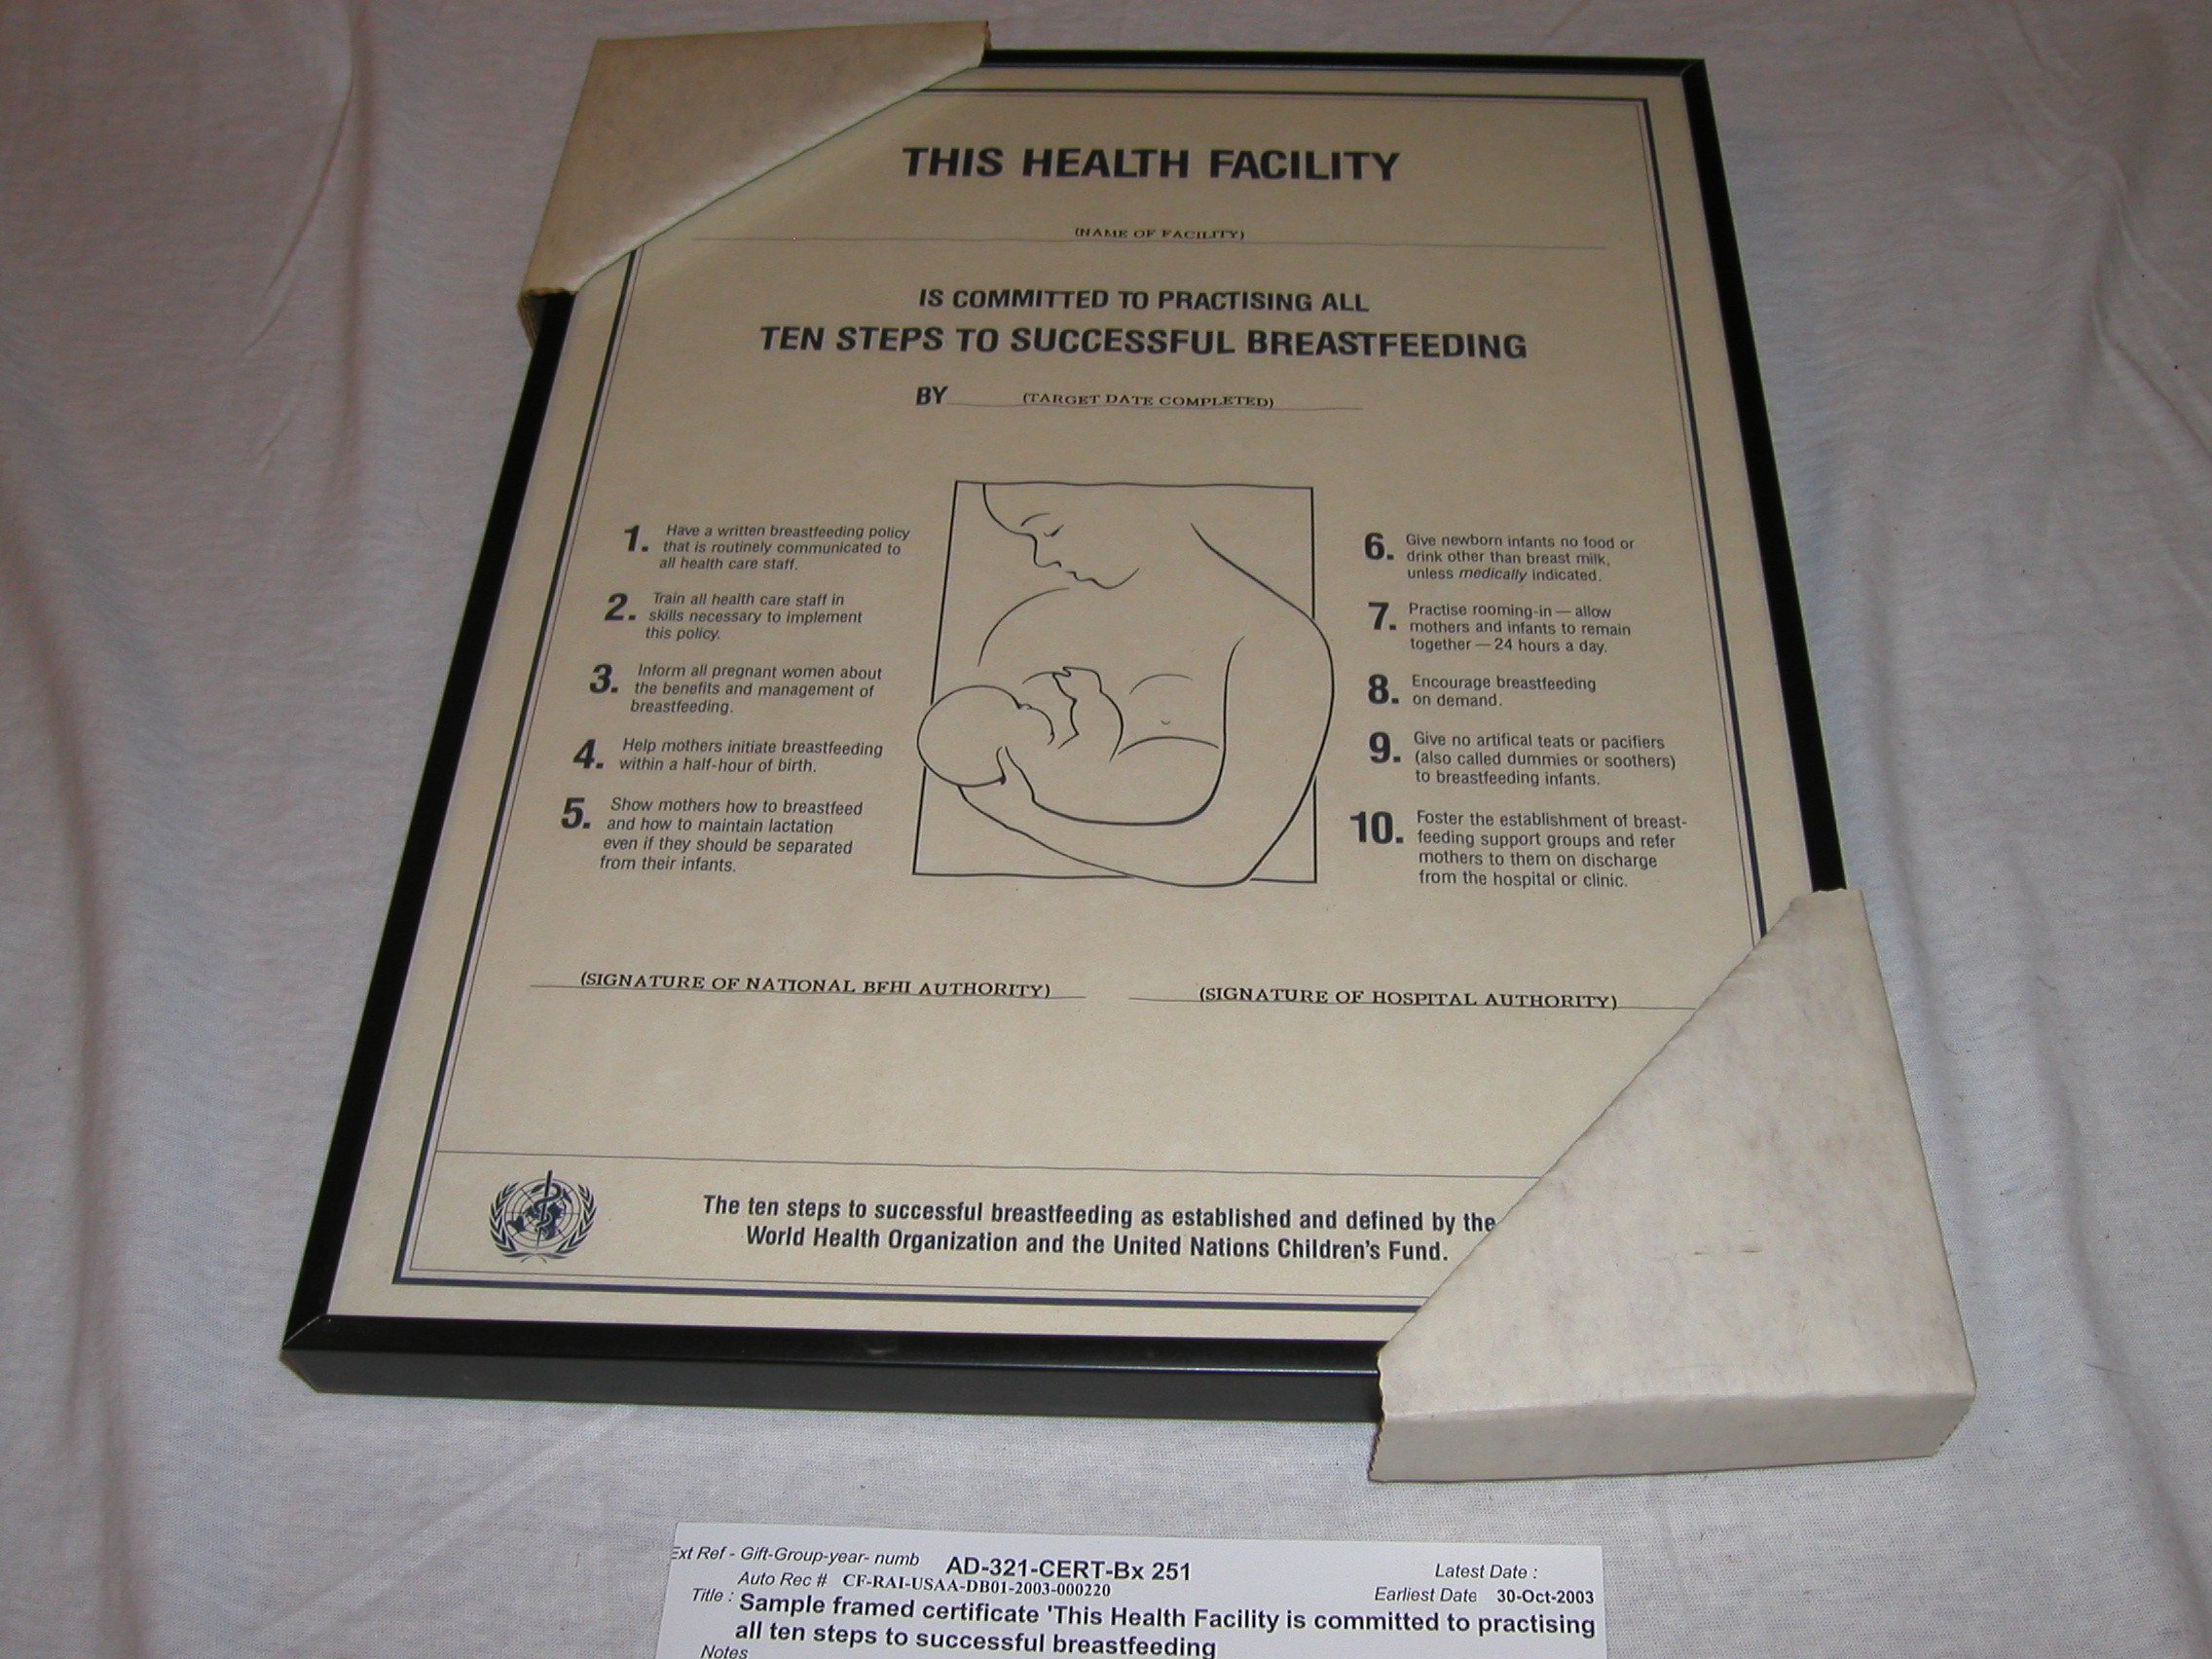 THIS HEALTH FACILITY
(NAME OF FACILITY)
IS COMMITTED TO PRACTISING ALL
TEN STEPS TO SUCCESSFUL BREASTFEEDING
BY (TARGET DATE COMPLETED)
1. Have a written breastfeeding policy
that is routinely communicated to
all health care staff.
2. Train all health care staff in
skills necessary to implement
this policy.
3. Inform all pregnant women about
the benefits and management of
breastfeeding.
4. Help mothers initiate breastfeeding
within a half-hour of birth.
5. Show mothers how to breastfeed
and how to maintain lactation
even if they should be separated
from their infants.
6. Give newborn infants no food or
drink other than breast milk,
unless medically indicated.
7. Practise rooming-in — allow
mothers and infants to remain
together — 24 hours a day.
8. Encourage breastfeeding
on demand.
9. Give no artifical teats or pacifiers
(also called dummies or soothers)
to breastfeeding infants.
10. Foster the establishment of breast-
feeding support groups and refer
mothers to them on discharge
from the hospital or clinic.
(SIGNATURE OF NATIONAL BFHI AUTHORITY)
(SIGNATURE OF HOSPITAL AUTHORITY)
The ten steps to successful breastfeeding as established and defined by the
World Health Organization and the United Nations Children's Fund.
Ext Ref - Gift-Group-year- numb AD-321-CERT-Bx 251 Latest Date :
Auto Rec # CF-RAI-USAA-DB01-2003-000220 Earliest Date 30-Oct-2003
Title : Sample framed certificate 'This Health Facility is committed to practising
all ten steps to successful breastfeeding
Notes